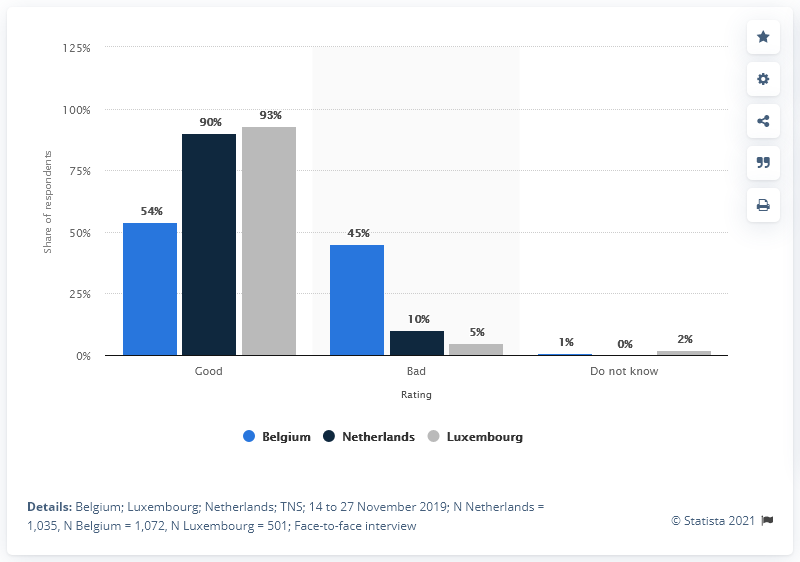 125%
100%
75%
50%
25%
0%
Share of respondents
54%
90%
93%
45%
10%
5%
1%
0%
2%
Good
Bad
Do not know
Rating
Belgium
Netherlands
Luxembourg
Details: Belgium; Luxembourg; Netherlands; TNS; 14 to 27 November 2019; N Netherlands =
1,035, N Belgium = 1,072, N Luxembourg = 501; Face-to-face interview
© Statista 2021